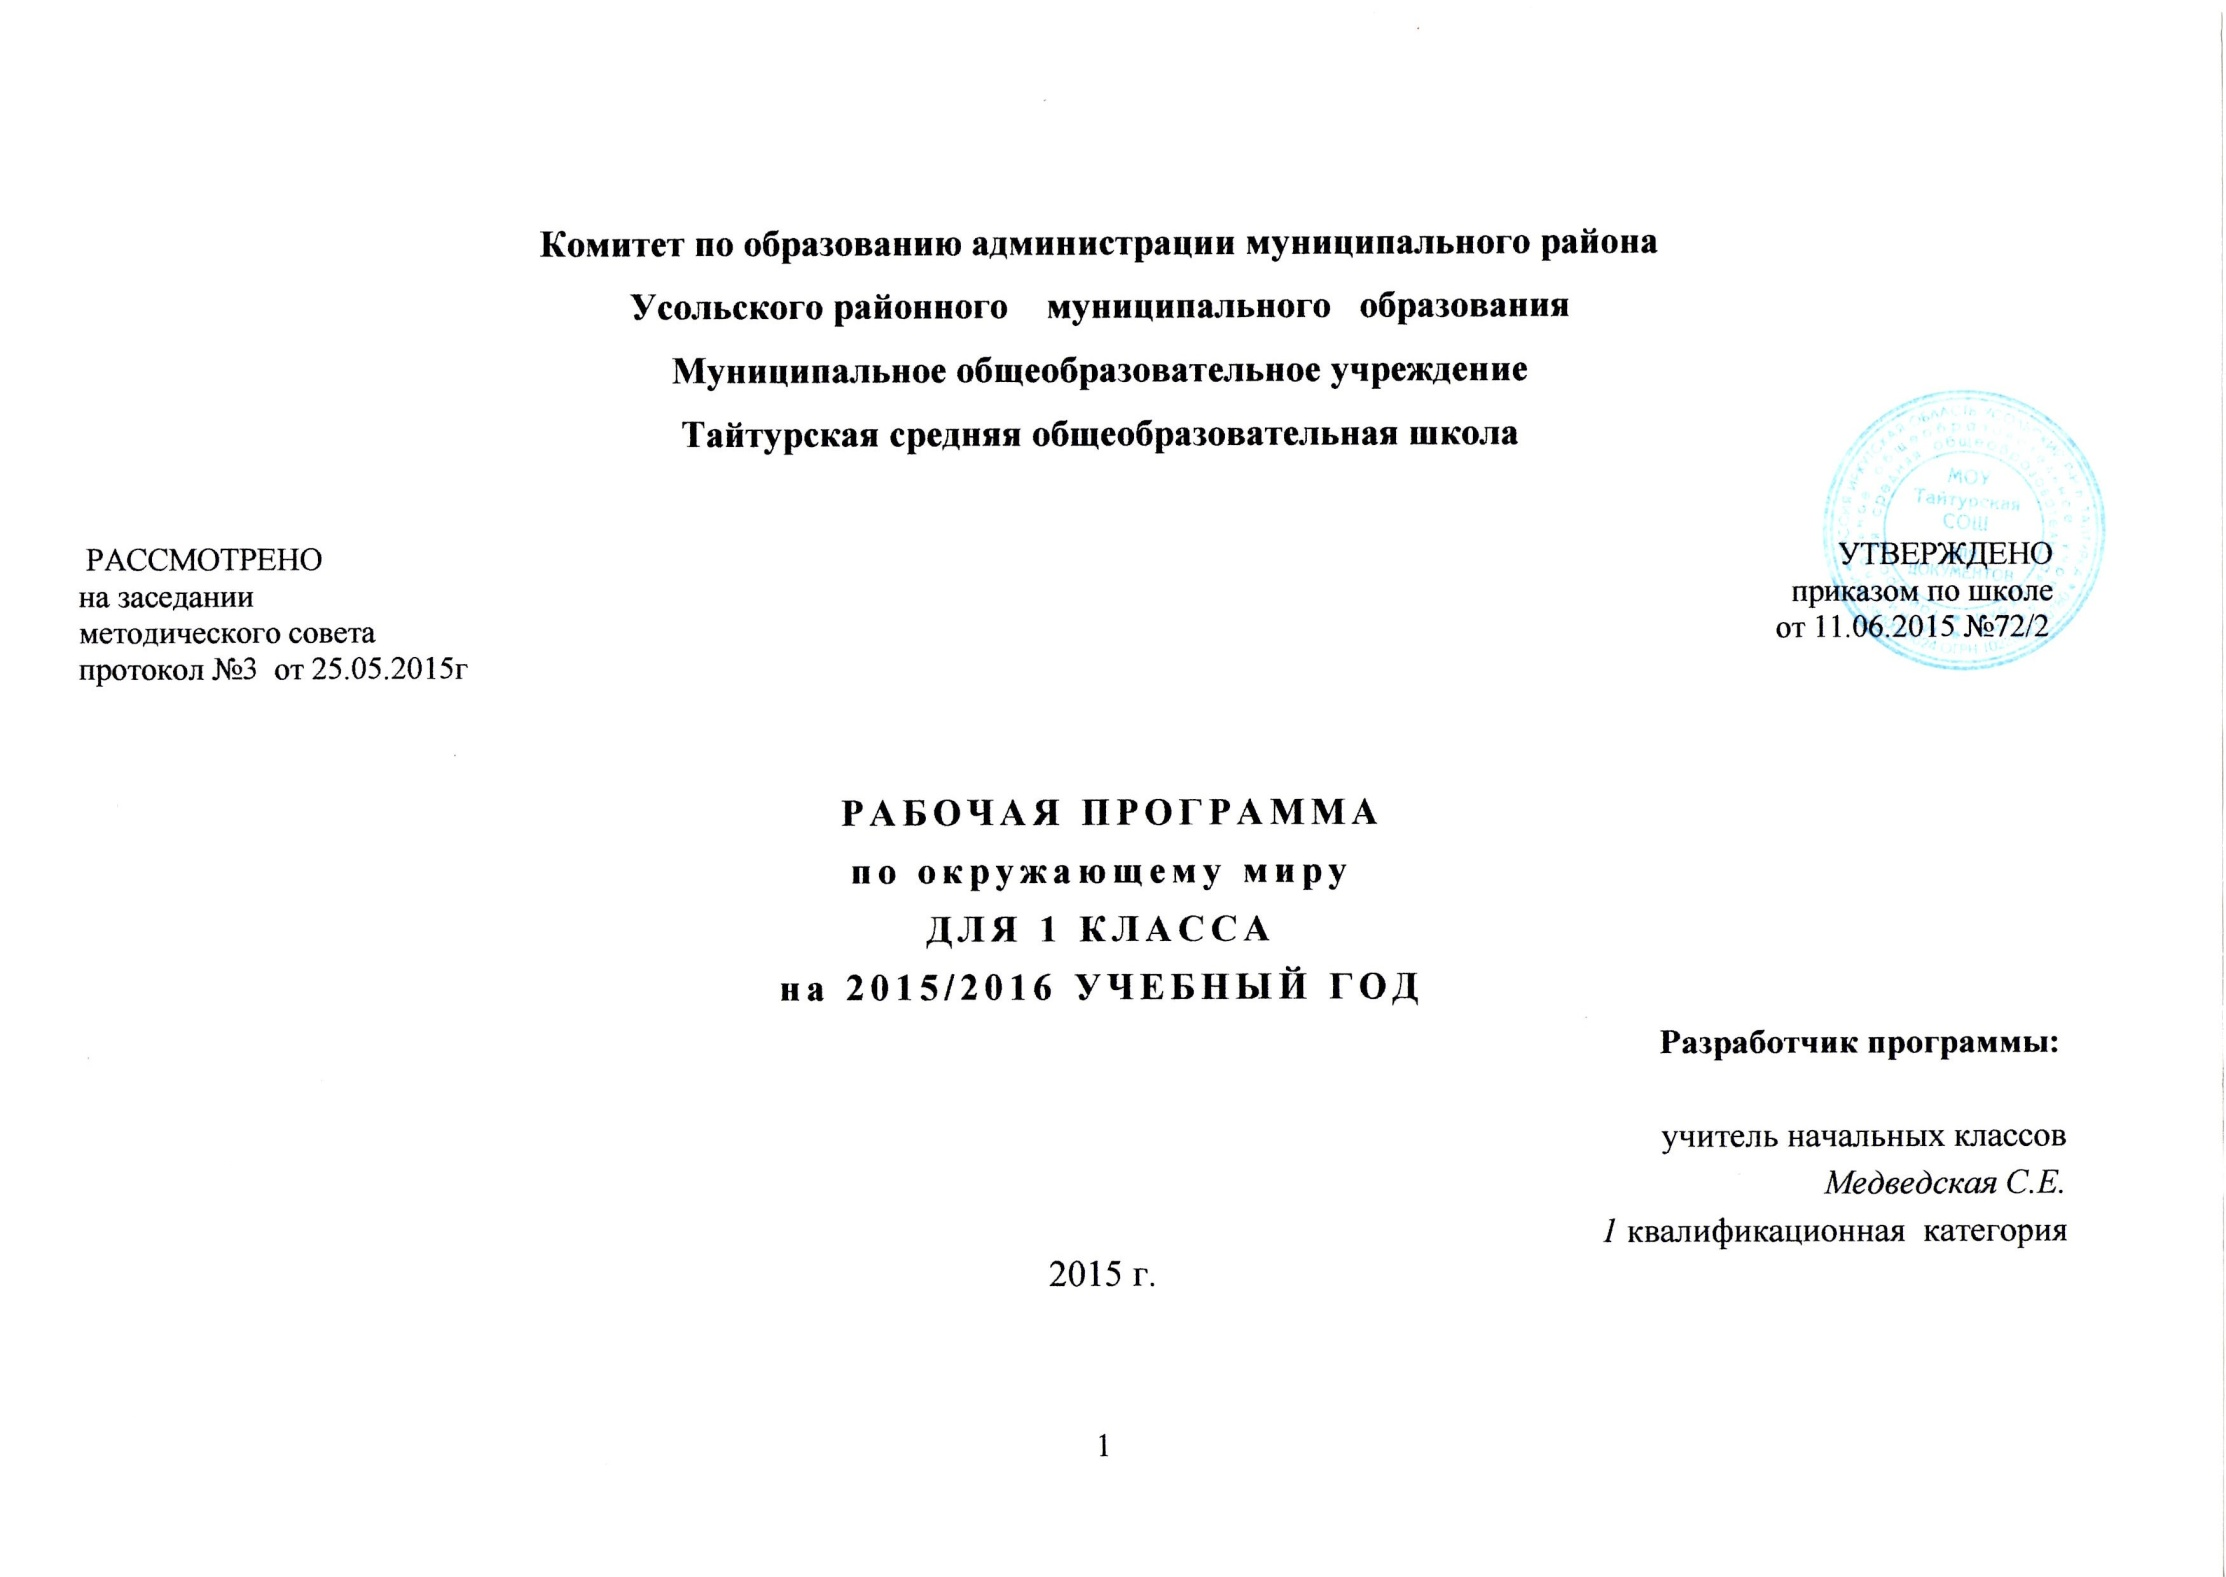 Комитет по образованию администрации муниципального района
Усольского районного муниципального образования
Муниципальное общеобразовательное учреждение
Тайтурская средняя общеобразовательная школа
РАССМОТРЕНО
на заседании
методического совета
протокол №3 от 25.05.2015г
МОУ
Тайтурская
СОШ
ДОКУМЕНТОВ
УТВЕРЖДЕНО
приказом по школе
от 11.06.2015 №72/2
РАБОЧАЯ ПРОГРАММА
по окружающему миру
ДЛЯ 1 КЛАССА
на 2015/2016 УЧЕБНЫЙ ГОД
Разработчик программы:
учитель начальных классов
Медведская С.Е.
1 квалификационная категория
2015 г.
1